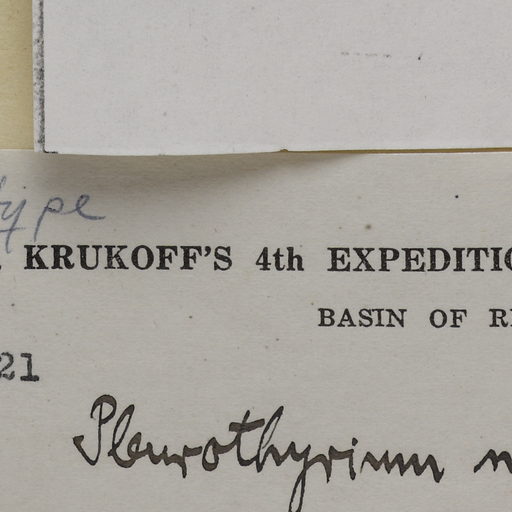 ype
. KRUKOFF'S 4th EXPEDITIO
BASIN OF R
21
Pleurothyrium n